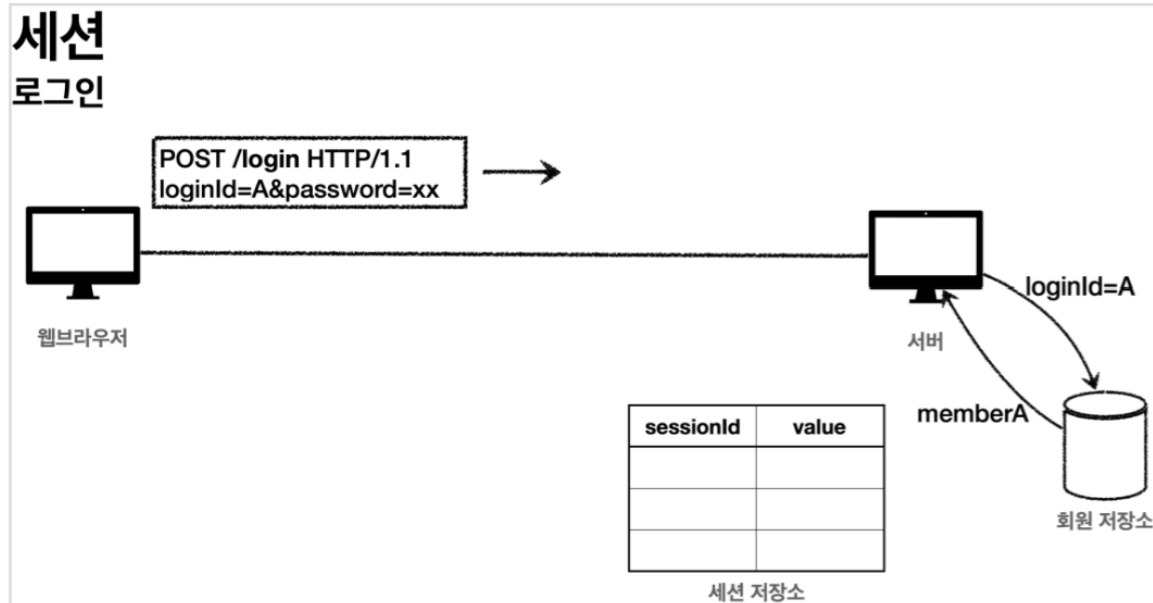 세션
로그인
POST /login HTTP/1.1
loginId=A&password=xx
웹브라우저
서버
loginId=A
memberA
회원 저장소
sessionId value
세션 저장소